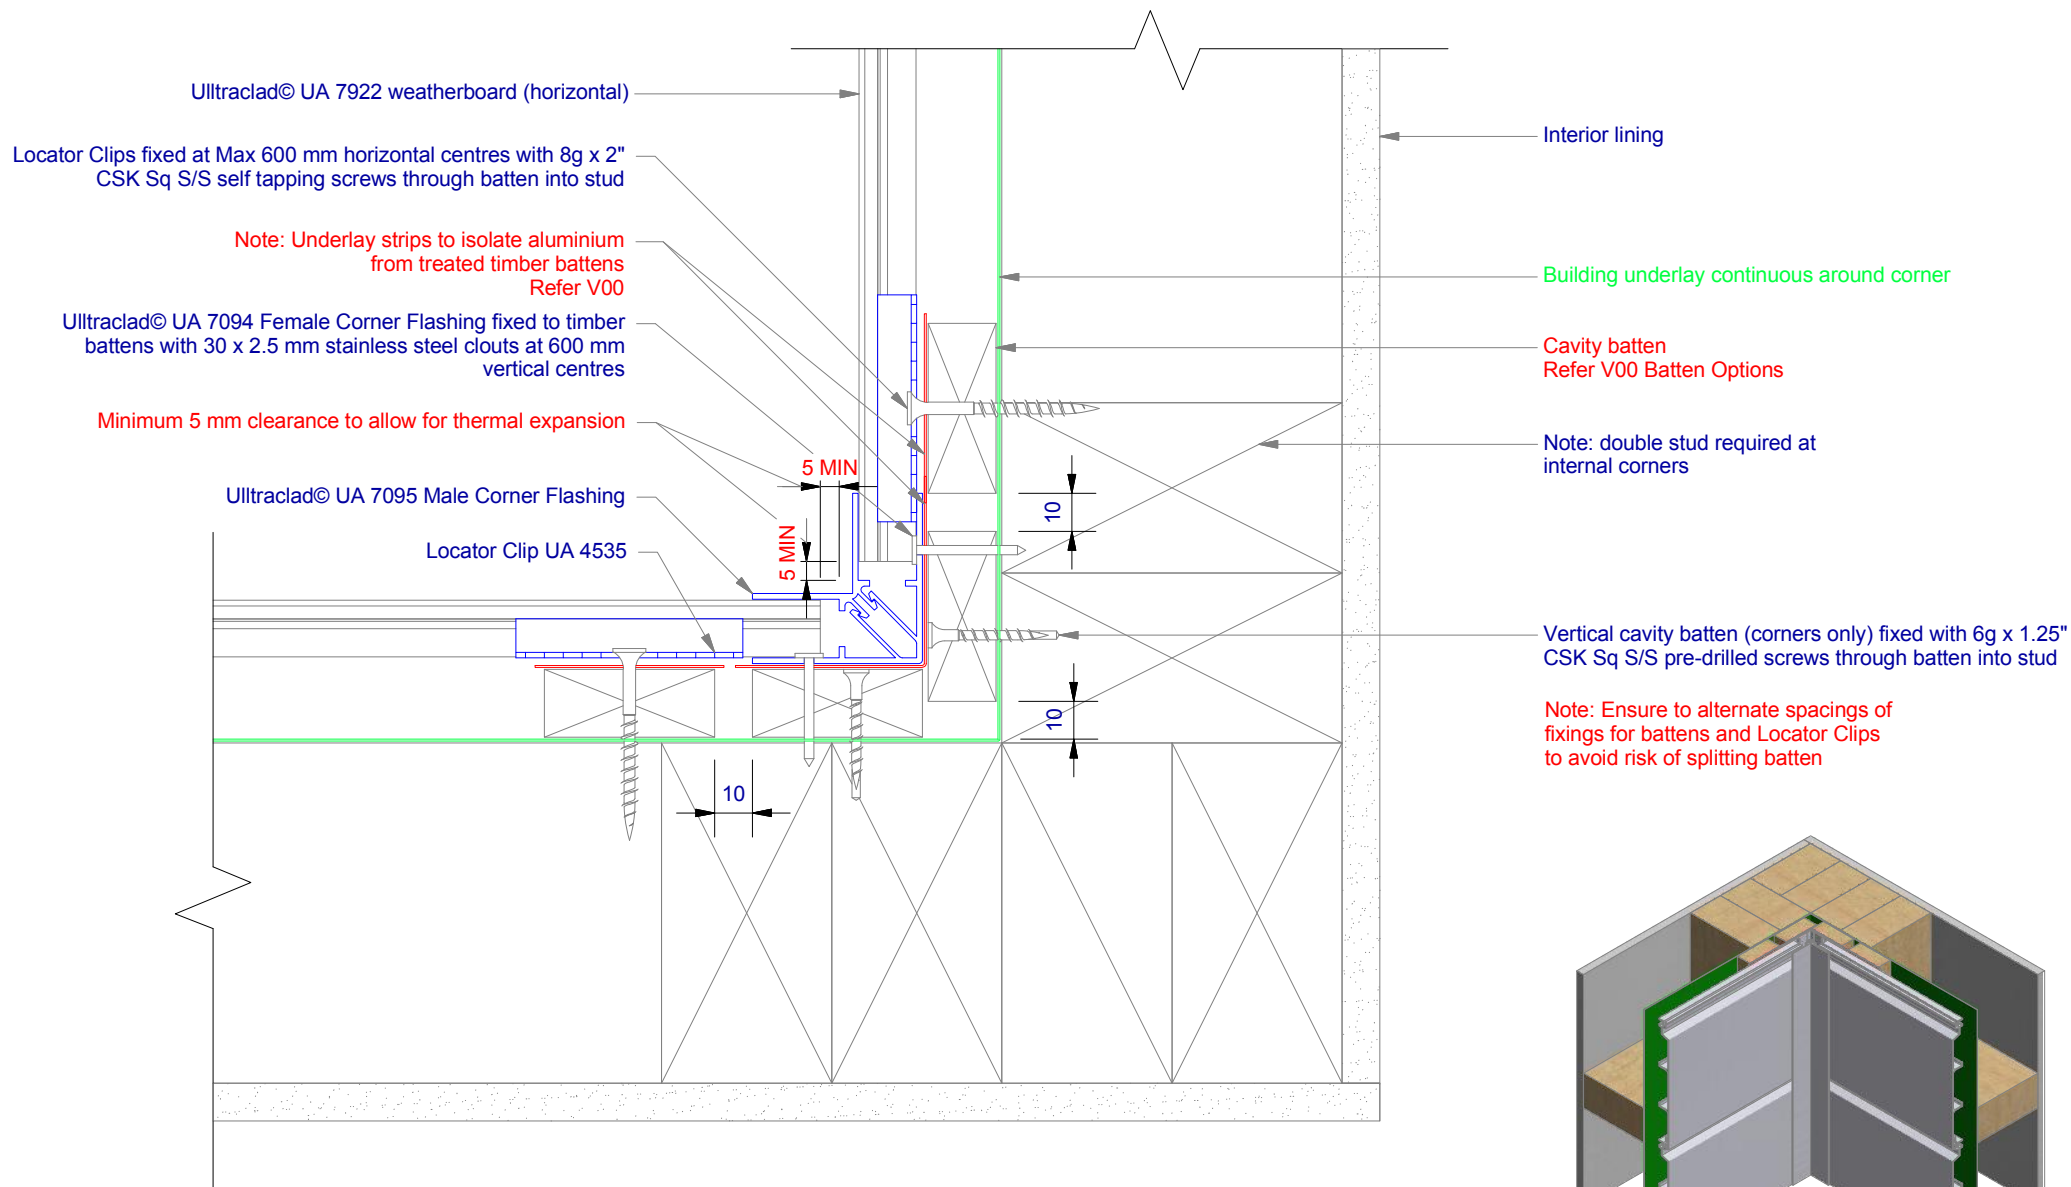 Ulltraclad© UA 7922 weatherboard (horizontal)
Locator Clips fixed at Max 600 mm horizontal centres with 8g x 2"
CSK Sq S/S self tapping screws through batten into stud
Note: Underlay strips to isolate aluminium
from treated timber battens
Refer V00
Ulltraclad© UA 7094 Female Corner Flashing fixed to timber
battens with 30 x 2.5 mm stainless steel clouts at 600 mm
vertical centres
Minimum 5 mm clearance to allow for thermal expansion
Ulltraclad© UA 7095 Male Corner Flashing
Locator Clip UA 4535
5 MIN
5 MIN
10
10
10
Interior lining
Building underlay continuous around corner
Cavity batten
Refer V00 Batten Options
Note: double stud required at
internal corners
Vertical cavity batten (corners only) fixed with 6g x 1.25"
CSK Sq S/S pre-drilled screws through batten into stud
Note: Ensure to alternate spacings of
fixings for battens and Locator Clips
to avoid risk of splitting batten